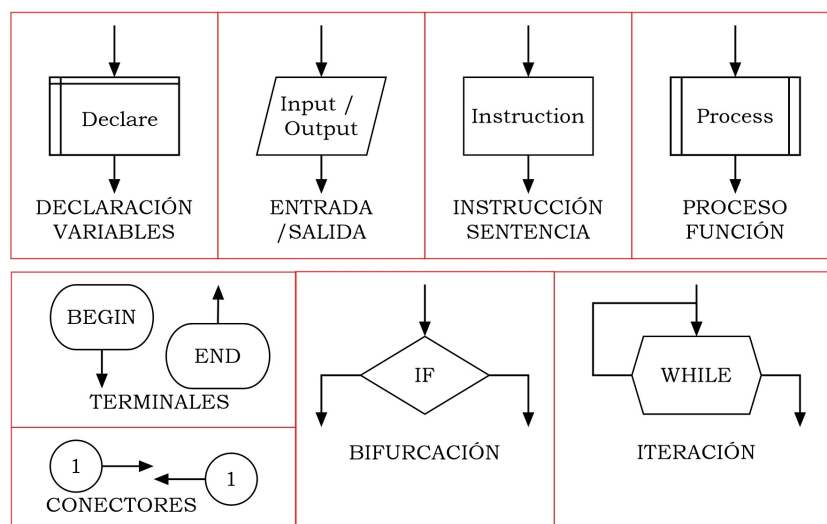 Declare
DECLARACIÓN
VARIABLES
Input /
Output
ENTRADA
/SALIDA
Instruction
INSTRUCCIÓN
SENTENCIA
Process
PROCESO
FUNCIÓN
BEGIN
END
TERMINALES
1
1
CONECTORES
IF
BIFURCACIÓN
WHILE
ITERACIÓN